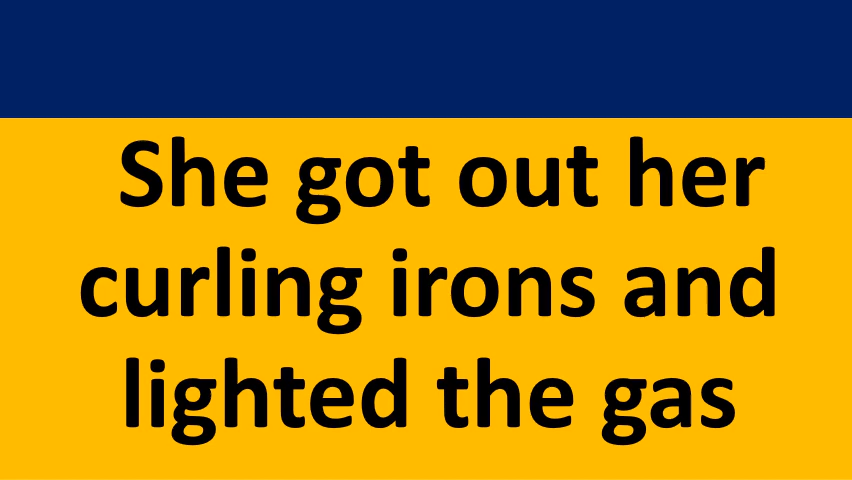 She got out her
curling irons and
lighted the gas